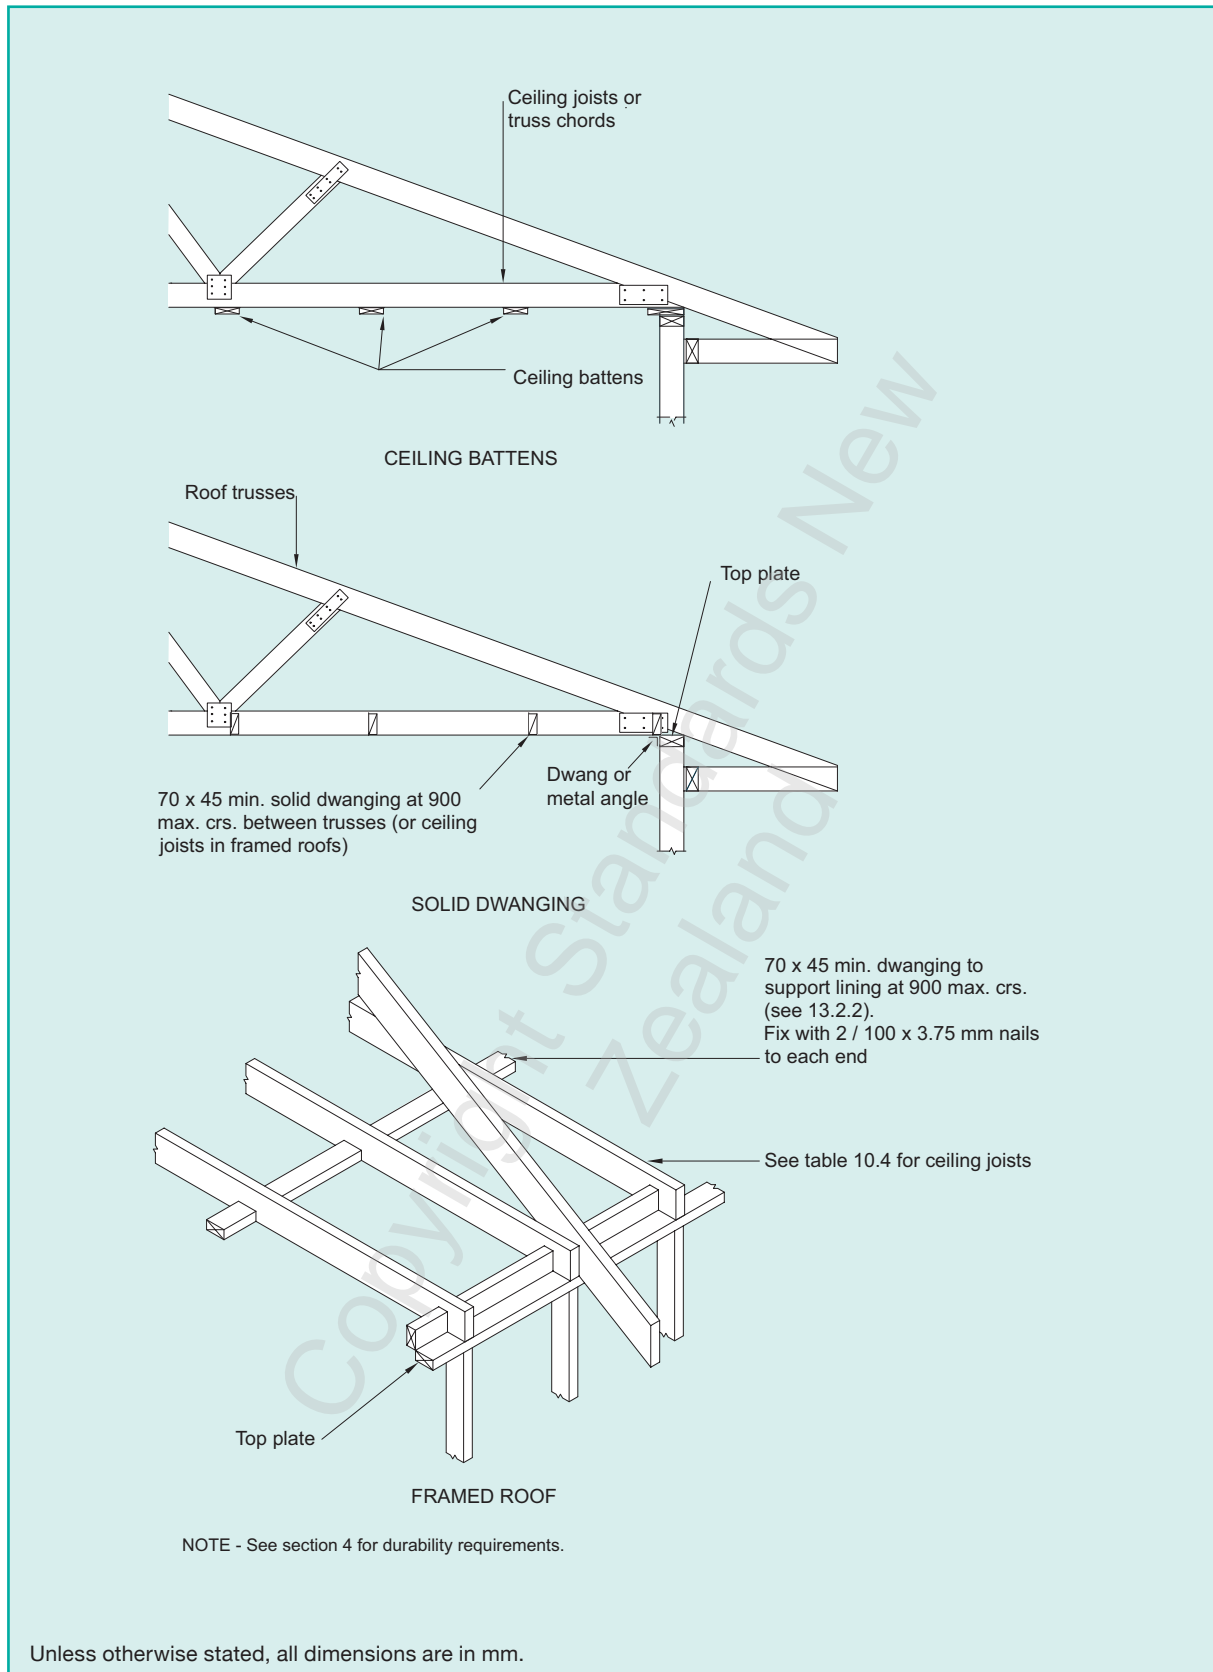 Ceiling joists or
truss chords
Ceiling battens
CEILING BATTENS
Roof trusses
Top plate
Dwang or
metal angle
70 x 45 min. solid dwanging at 900
max. crs. between trusses (or ceiling
joists in framed roofs)
SOLID DWANGING
70 x 45 min. dwanging to
support lining at 900 max. crs.
(see 13.2.2).
Fix with 2 / 100 x 3.75 mm nails
to each end
See table 10.4 for ceiling joists
Top plate
FRAMED ROOF
NOTE - See section 4 for durability requirements.
Unless otherwise stated, all dimensions are in mm.
Copyright Standards New
Zealand